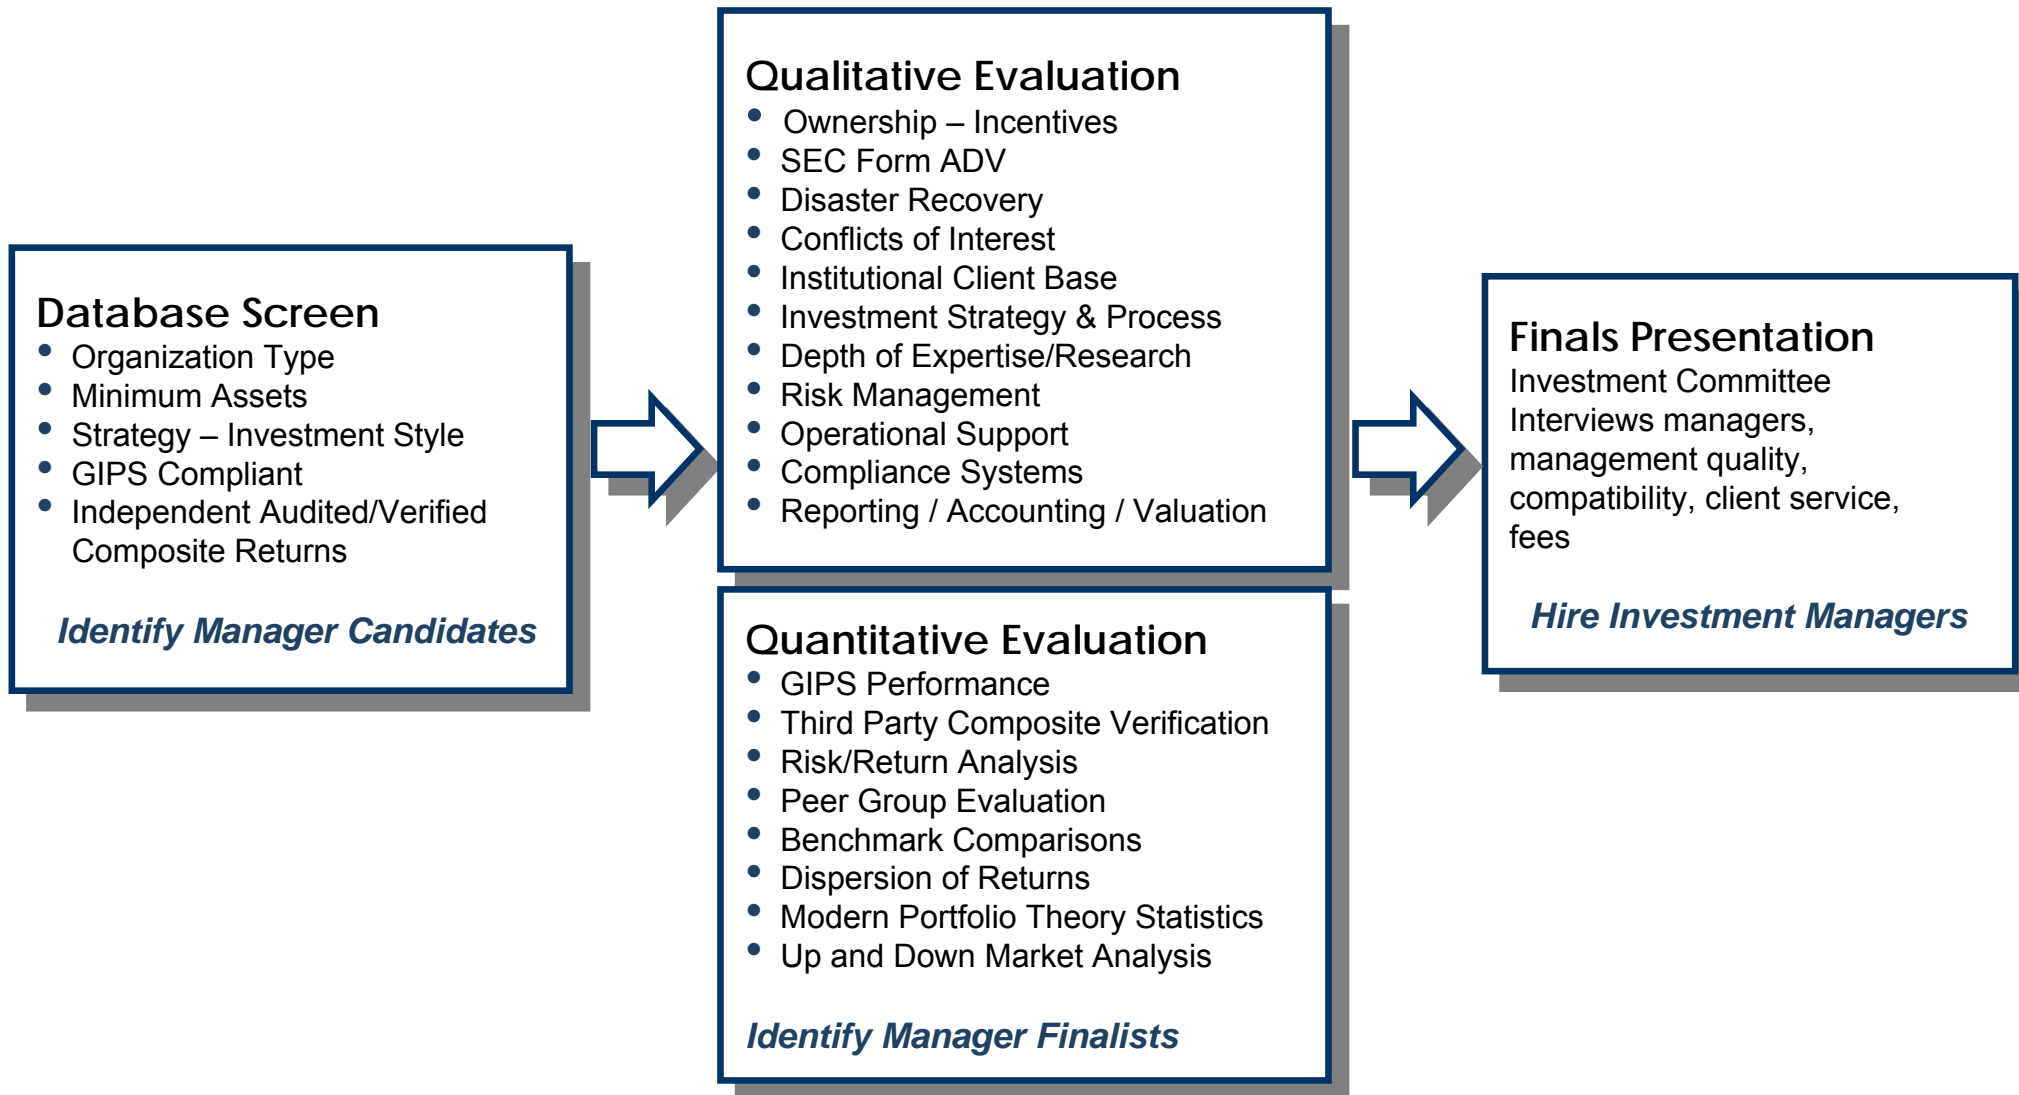 Database Screen
• Organization Type
• Minimum Assets
• Strategy – Investment Style
• GIPS Compliant
• Independent Audited/Verified
Composite Returns
Identify Manager Candidates
Qualitative Evaluation
• Ownership – Incentives
• SEC Form ADV
• Disaster Recovery
• Conflicts of Interest
• Institutional Client Base
• Investment Strategy & Process
• Depth of Expertise/Research
• Risk Management
• Operational Support
• Compliance Systems
• Reporting / Accounting / Valuation
Quantitative Evaluation
• GIPS Performance
• Third Party Composite Verification
• Risk/Return Analysis
• Peer Group Evaluation
• Benchmark Comparisons
• Dispersion of Returns
• Modern Portfolio Theory Statistics
• Up and Down Market Analysis
Identify Manager Finalists
Finals Presentation
Investment Committee
Interviews managers,
management quality,
compatibility, client service,
fees
Hire Investment Managers